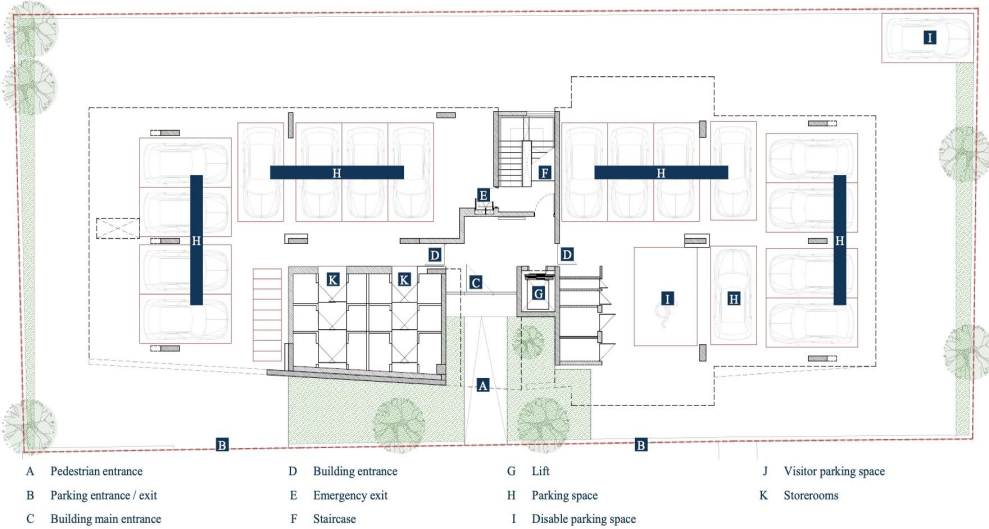 I
H
H
F
E
H
H
D
D
K
K
C
G
I
H
A
B
B
A Pedestrian entrance
B Parking entrance / exit
C Building main entrance
D Building entrance
E Emergency exit
F Staircase
G Lift
H Parking space
I Disable parking space
J Visitor parking space
K Storerooms